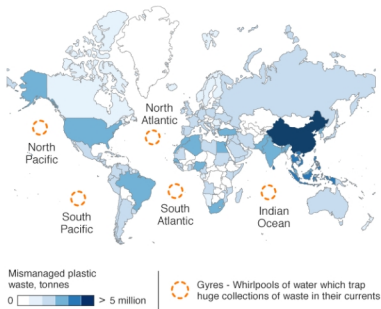 North
Atlantic
North
Pacific
South
Pacific
South
Atlantic
Indian
Ocean
Mismanaged plastic
waste, tonnes
0 > 5 million
Gyres - Whirlpools of water which trap
huge collections of waste in their currents